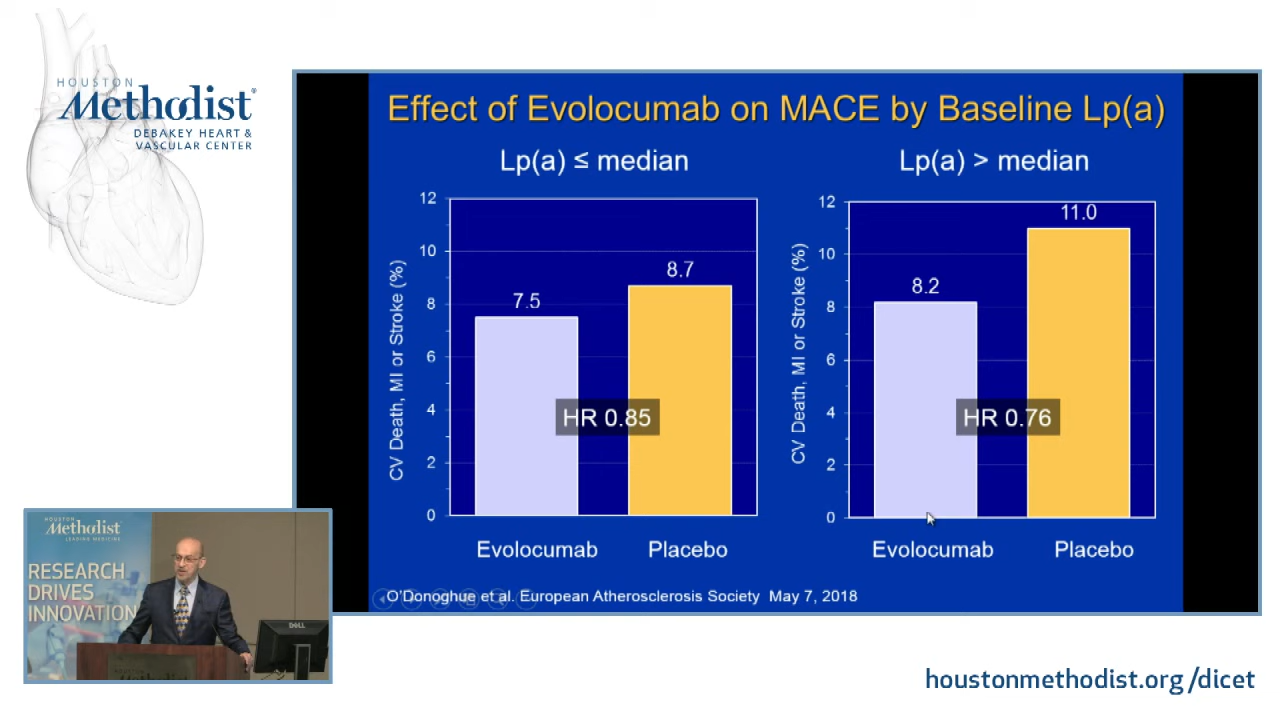 HOUSTON
Methodist®
DEBAKEY HEART &
VASCULAR CENTER
Effect of Evolocumab on MACE by Baseline Lp(a)
Lp(a) ≤ median
Lp(a) > median
CV Death, MI or Stroke (%)
12
10
8
6
4
2
0
7.5
8.7
HR 0.85
Evolocumab
Placebo
CV Death, MI or Stroke (%)
12
10
8
6
4
2
0
8.2
11.0
HR 0.76
Evolocumab
Placebo
O'Donoghue et al. European Atherosclerosis Society May 7, 2018
HOUSTON
Methodist
LEADING MEDICINE
RESEARCH
DRIVES
INNOVATION
DELL
houstonmethodist.org/dicet